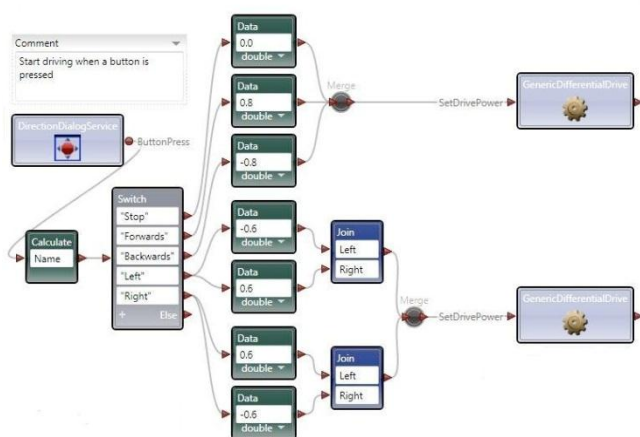 Comment
Start driving when a button is
pressed
DirectionDialogService
ButtonPress
Calculate
Name
Switch
"Stop"
"Forwards"
"Backwards"
"Left"
"Right"
+ Else
Data
0.0
double
Data
0.8
double
Data
-0.8
double
Merge
SetDrivePower
GenericDifferentialDrive
Data
-0.6
double
Data
0.6
double
Join
Left
Right
Data
0.6
double
Data
-0.6
double
Join
Left
Right
Merge
SetDrivePower
GenericDifferentialDrive